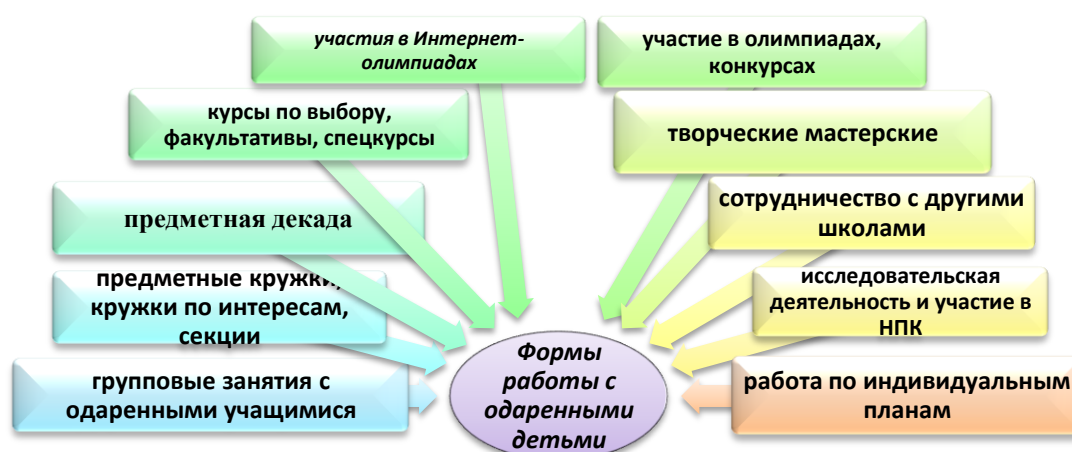 участия в Интернет-
олимпиадах
участие в олимпиадах,
конкурсах
курсы по выбору,
факультативы, спецкурсы
творческие мастерские
предметная декада
сотрудничество с другими
школами
предметные кружки,
кружки по интересам,
секции
исследовательская
деятельность и участие в
НПК
групповые занятия с
одаренными учащимися
Формы
работы с
одаренными
детьми
работа по индивидуальным
планам